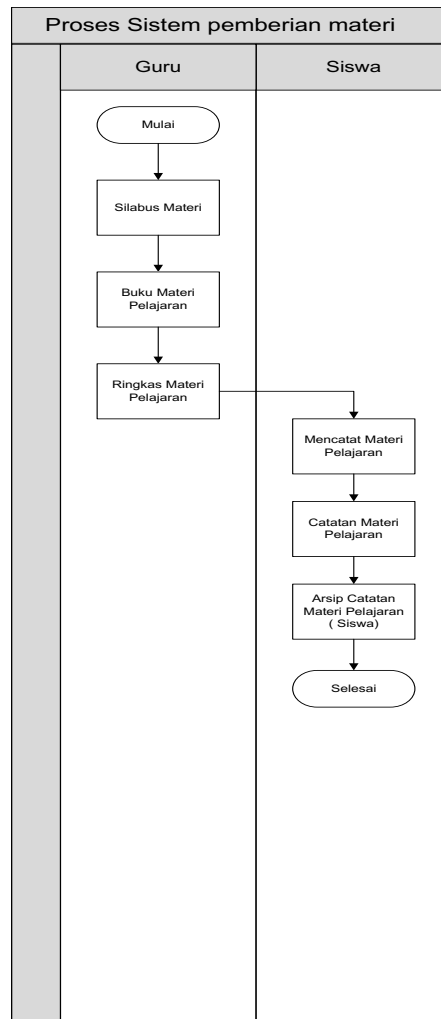 Proses Sistem pemberian materi
Guru
Siswa
Mulai
Silabus Materi
Buku Materi
Pelajaran
Ringkas Materi
Pelajaran
Mencatat Materi
Pelajaran
Catatan Materi
Pelajaran
Arsip Catatan
Materi Pelajaran
( Siswa)
Selesai